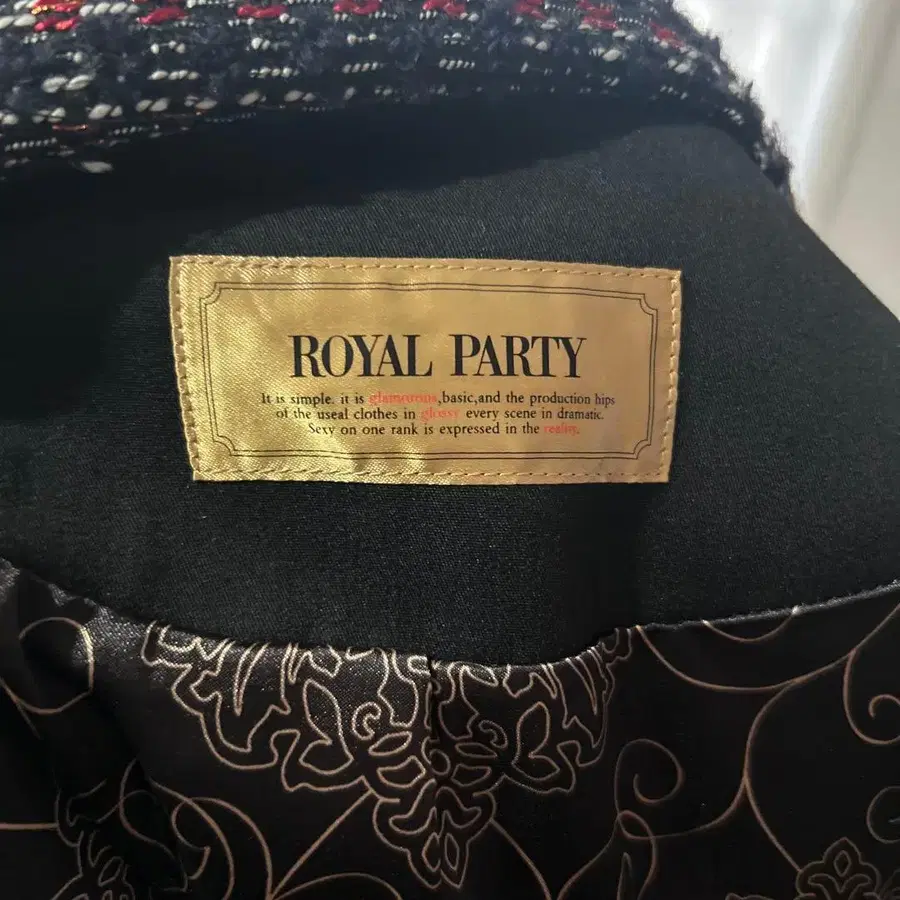 ROYAL PARTY
It is simple. it is glamorous,basic,and the production hips
of the useal clothes in glossy every scene in dramatic.
Sexy on one rank is expressed in the reality.